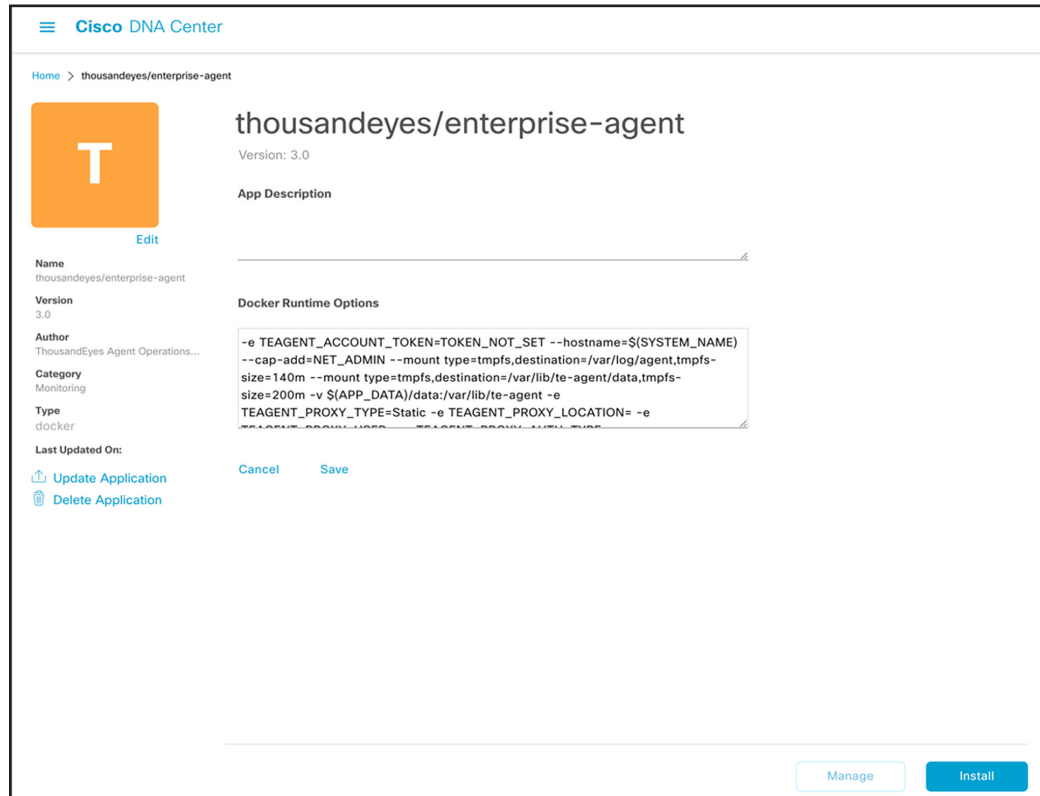 Cisco DNA Center
Home > thousandeyes/enterprise-agent
T
Edit
Name
thousandeyes/enterprise-agent
Version
3.0
Author
ThousandEyes Agent Operations...
Category
Monitoring
Type
docker
Last Updated On:
Update Application
Delete Application
thousandeyes/enterprise-agent
Version: 3.0
App Description
Docker Runtime Options
-e TEAGENT_ACCOUNT_TOKEN=TOKEN_NOT_SET --hostname=$(SYSTEM_NAME)
--cap-add=NET_ADMIN --mount type=tmpfs,destination=/var/log/agent,tmpfs-
size=140m --mount type=tmpfs,destination=/var/lib/te-agent/data,tmpfs-
size=200m -v $(APP_DATA)/data:/var/lib/te-agent -e
TEAGENT_PROXY_TYPE=Static -e TEAGENT_PROXY_LOCATION= -e
Cancel Save
Manage Install